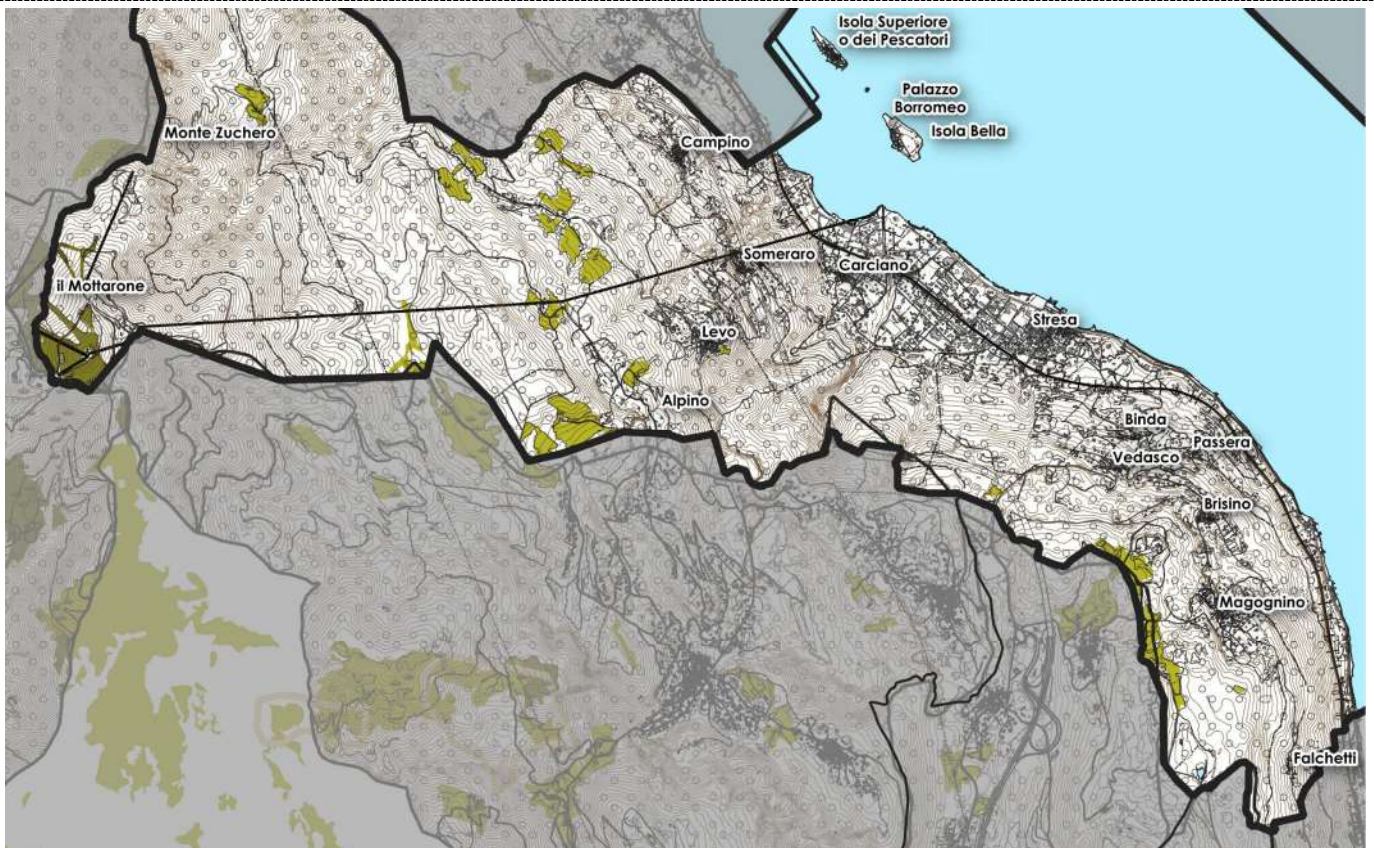 Isola Superiore
o dei Pescatori
Palazzo
Borromeo
Isola Bella
Monte Zuchero
Campino
Someraro
Carciano
il Mottarone
Levo
Stresa
Alpino
Binda
Passera
Vedasco
Brisino
Magognino
Falchetti